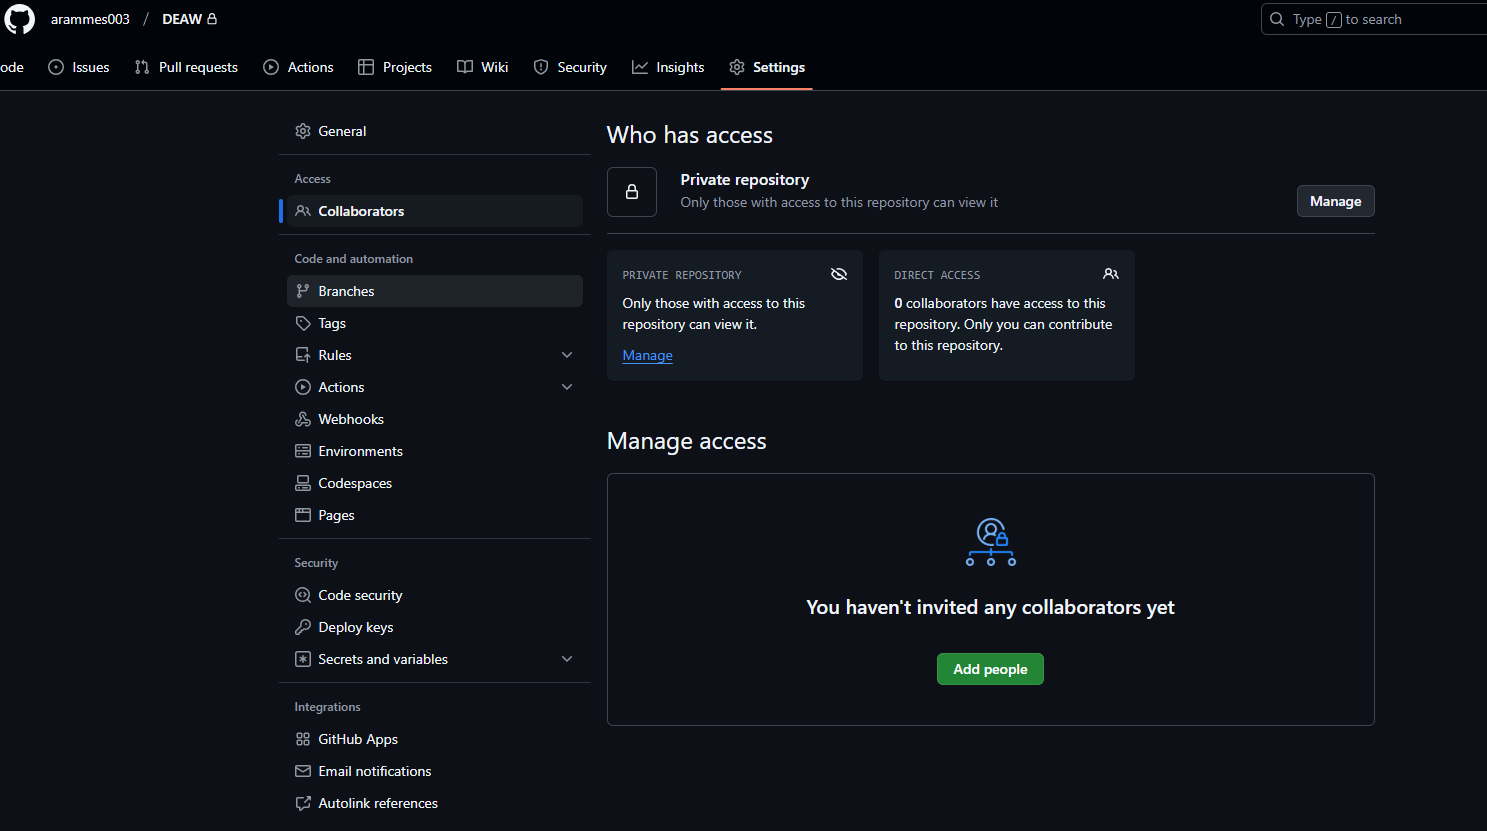 arammes003 / DEAW
Type / to search
ode Issues Pull requests Actions Projects Wiki Security Insights Settings
General
Access
Collaborators
Code and automation
Branches
Tags
Rules
Actions
Webhooks
Environments
Codespaces
Pages
Security
Code security
Deploy keys
Secrets and variables
Integrations
GitHub Apps
Email notifications
Autolink references
Who has access
Private repository
Only those with access to this repository can view it
Manage
PRIVATE REPOSITORY
Only those with access to this
repository can view it.
Manage
DIRECT ACCESS
0 collaborators have access to this
repository. Only you can contribute
to this repository.
Manage access
You haven't invited any collaborators yet
Add people